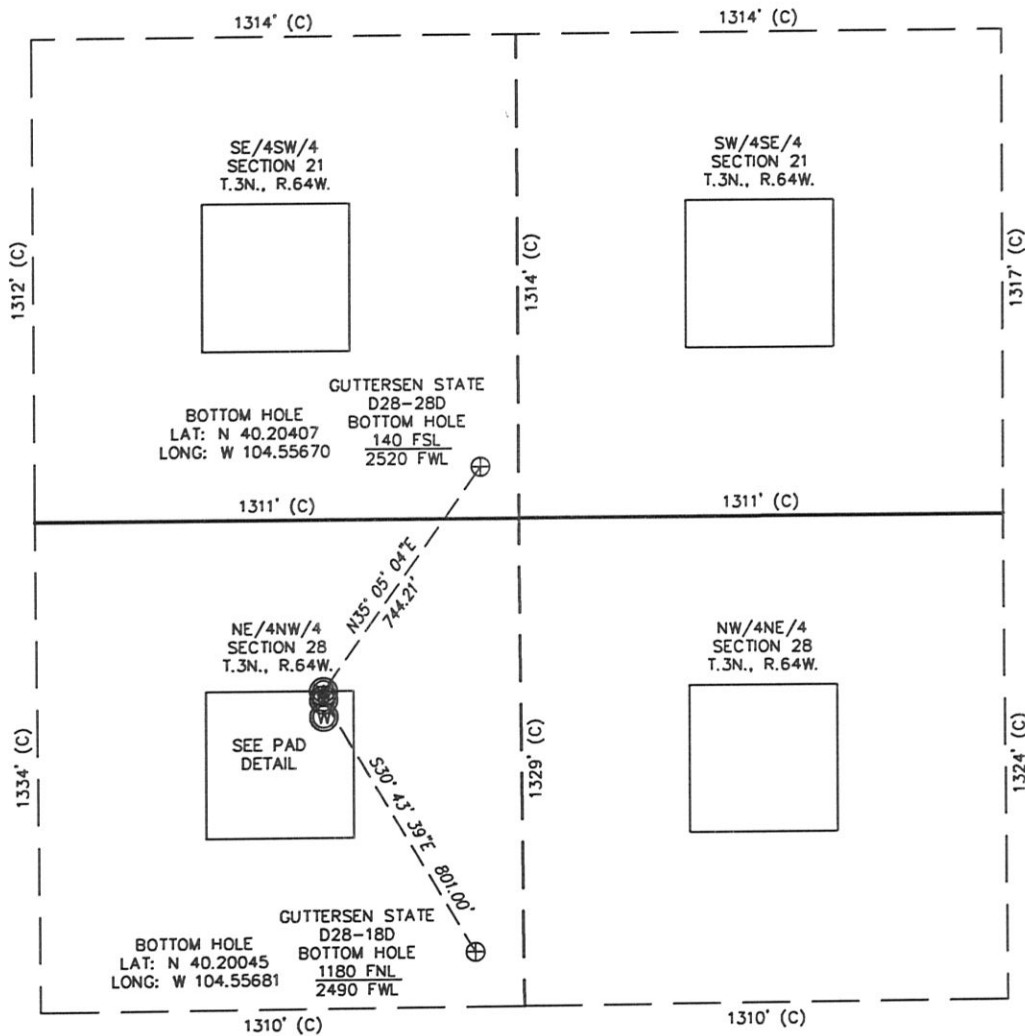 1314' (C)
1314' (C)
SE/4SW/4
SECTION 21
T.3N., R.64W.
SW/4SE/4
SECTION 21
T.3N., R.64W.
1312' (C)
1314' (C)
1317' (C)
GUTTERSEN STATE
D28-28D
BOTTOM HOLE
140 FSL
2520 FWL
BOTTOM HOLE
LAT: N 40.20407
LONG: W 104.55670
1311' (C)
1311' (C)
N35° 05' 04"E
744.21'
NE/4NW/4
SECTION 28
T.3N., R.64W.
NW/4NE/4
SECTION 28
T.3N., R.64W.
W
SEE PAD
DETAIL
1334' (C)
1329' (C)
1324' (C)
S30° 43' 39"E 801.00'
GUTTERSEN STATE
D28-18D
BOTTOM HOLE
1180 FNL
2490 FWL
BOTTOM HOLE
LAT: N 40.20045
LONG: W 104.55681
1310' (C)
1310' (C)